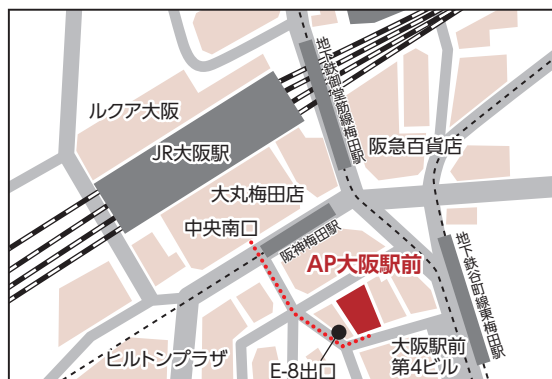 地下鉄御堂筋線梅田駅
ルクア大阪
阪急百貨店
JR大阪駅
大丸梅田店
中央南口
阪神梅田駅
AP大阪駅前
地下鉄谷町線東梅田駅
ヒルトンプラザ
E-8出口
大阪駅前
第4ビル